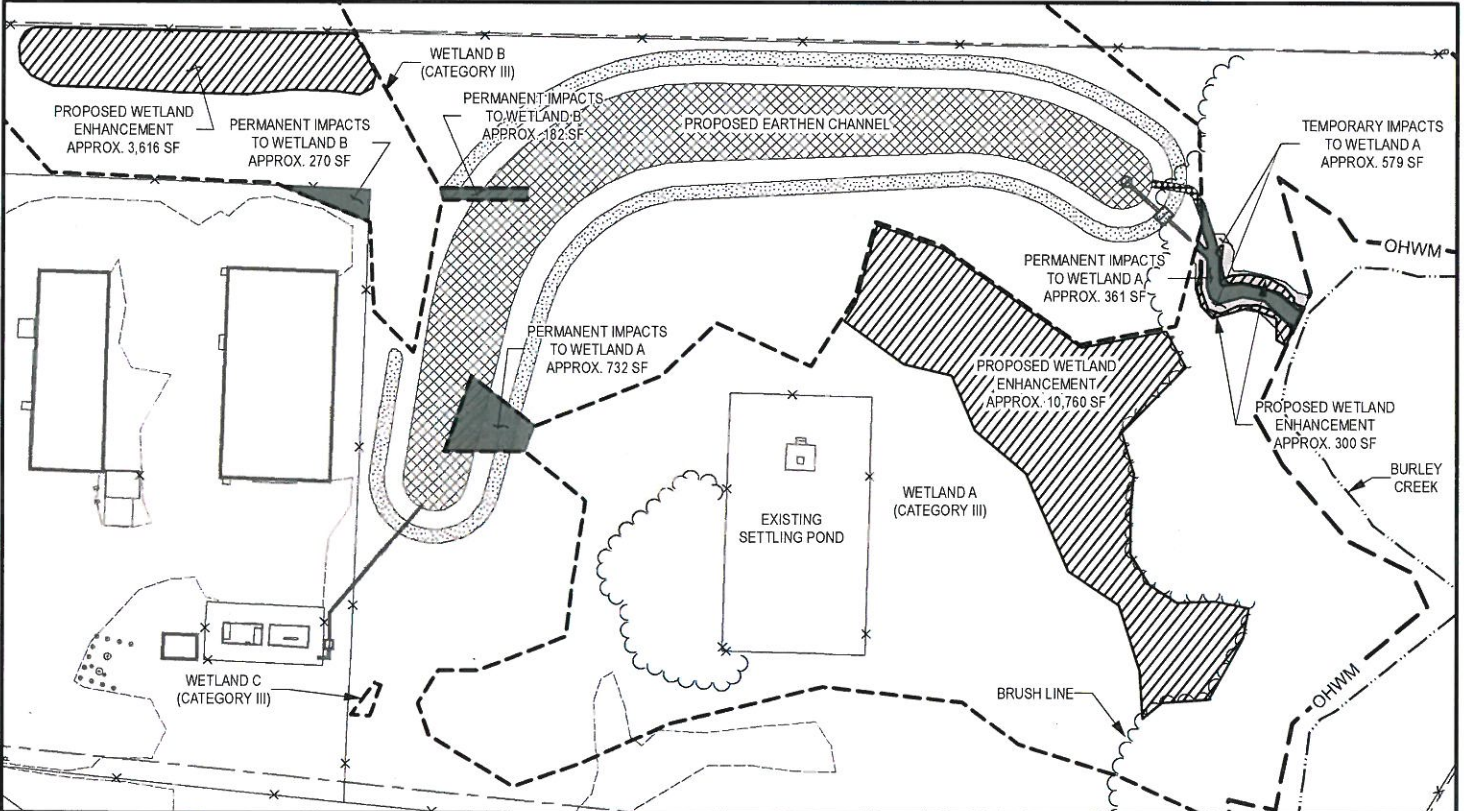 WETLAND B
(CATEGORY III)
PROPOSED WETLAND
ENHANCEMENT
APPROX. 3,616 SF
PERMANENT IMPACTS
TO WETLAND B
APPROX. 270 SF
PERMANENT IMPACTS
TO WETLAND B
APPROX. 182 SF
PROPOSED EARTHEN CHANNEL
TEMPORARY IMPACTS
TO WETLAND A
APPROX. 579 SF
OHWM
PERMANENT IMPACTS
TO WETLAND A
APPROX. 361 SF
PERMANENT IMPACTS
TO WETLAND A
APPROX. 732 SF
PROPOSED WETLAND
ENHANCEMENT
APPROX. 10,760 SF
PROPOSED WETLAND
ENHANCEMENT
APPROX. 300 SF
BURLEY
CREEK
EXISTING
SETTLING POND
WETLAND A
(CATEGORY III)
WETLAND C
(CATEGORY III)
BRUSH LINE
OHWM